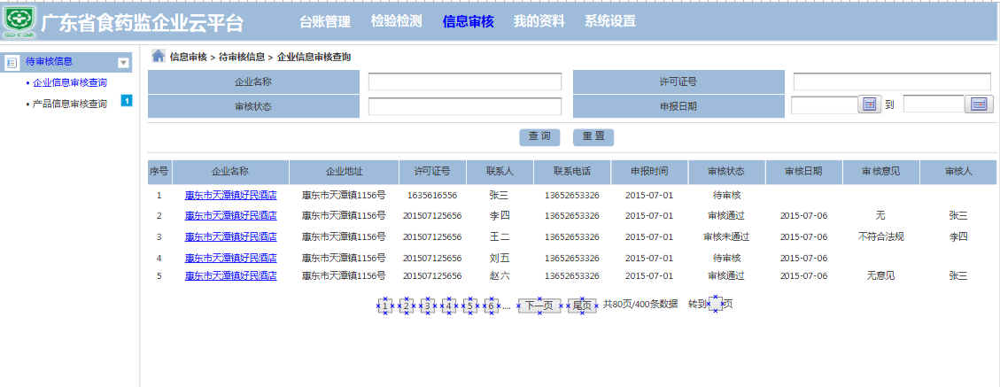 广东省食药监企业云平台 台账管理 检验检测 信息审核 我的资料 系统设置
待审核信息
• 企业信息审核查询
• 产品信息审核查询 1
信息审核 > 待审核信息 > 企业信息审核查询
企业名称 许可证号
审核状态 申报日期 到
查 询 重 置
序号 企业名称 企业地址 许可证号 联系人 联系电话 申报时间 审核状态 审核日期 审核意见 审核人
1 惠东市天潭镇好民酒店 惠东市天潭镇1156号 1635616556 张三 13652653326 2015-07-01 待审核
2 惠东市天潭镇好民酒店 惠东市天潭镇1156号 201507125656 李四 13652653326 2015-07-01 审核通过 2015-07-06 无 张三
3 惠东市天潭镇好民酒店 惠东市天潭镇1156号 201507125656 王二 13652653326 2015-07-01 审核未通过 2015-07-06 不符合法规 李四
4 惠东市天潭镇好民酒店 惠东市天潭镇1156号 201507125656 刘五 13652653326 2015-07-01 待审核 2015-07-06
5 惠东市天潭镇好民酒店 惠东市天潭镇1156号 201507125656 赵六 13652653326 2015-07-01 审核通过 2015-07-06 无意见 张三
1 2 3 4 5 6 .... 下一页 尾页 共80页/400条数据 转到 页